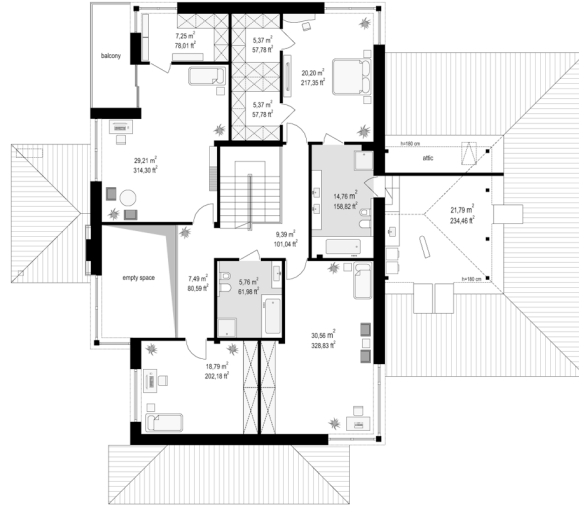 7,25 m²
78,01 ft²
5,37 m²
57,78 ft²
balcony
20,20 m²
217,35 ft²
5,37 m²
57,78 ft²
h=180 cm
attic
29,21 m²
314,30 ft²
14,76 m²
158,82 ft²
21,79 m²
234,46 ft²
9,39 m²
101,04 ft²
empty space
7,49 m²
80,59 ft²
5,76 m²
61,98 ft²
h=180 cm
30,56 m²
328,83 ft²
18,79 m²
202,18 ft²